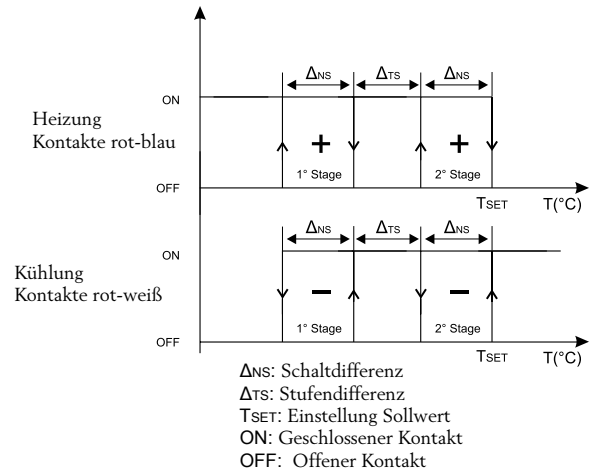 ΔNS ΔTS ΔNS
ON
Heizung
Kontakte rot-blau
+ +
1° Stage 2° Stage
OFF
TSET T(°C)
ΔNS ΔTS ΔNS
ON
Kühlung
Kontakte rot-weiß
− −
1° Stage 2° Stage
OFF
TSET T(°C)
ΔNS: Schaltdifferenz
ΔTS: Stufendifferenz
TSET: Einstellung Sollwert
ON: Geschlossener Kontakt
OFF: Offener Kontakt